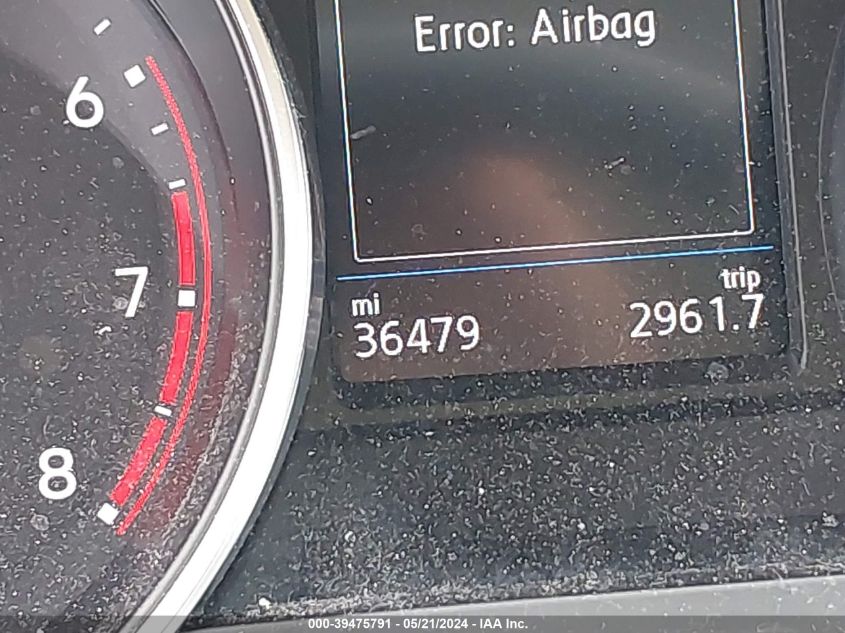 Error: Airbag
6
7
8
mi
36479
trip
2961.7
000-39475791 - 05/21/2024 - IAA Inc.